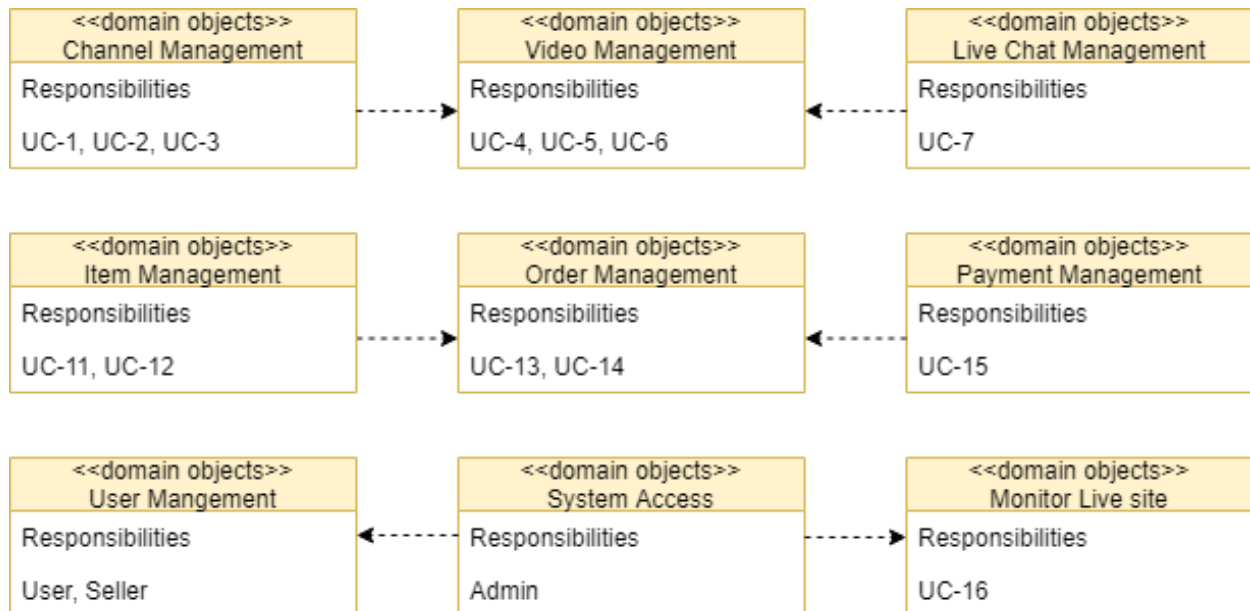 <<domain objects>>
Channel Management
Responsibilities
UC-1, UC-2, UC-3
<<domain objects>>
Video Management
Responsibilities
UC-4, UC-5, UC-6
<<domain objects>>
Live Chat Management
Responsibilities
UC-7
<<domain objects>>
Item Management
Responsibilities
UC-11, UC-12
<<domain objects>>
Order Management
Responsibilities
UC-13, UC-14
<<domain objects>>
Payment Management
Responsibilities
UC-15
<<domain objects>>
User Mangement
Responsibilities
User, Seller
<<domain objects>>
System Access
Responsibilities
Admin
<<domain objects>>
Monitor Live site
Responsibilities
UC-16